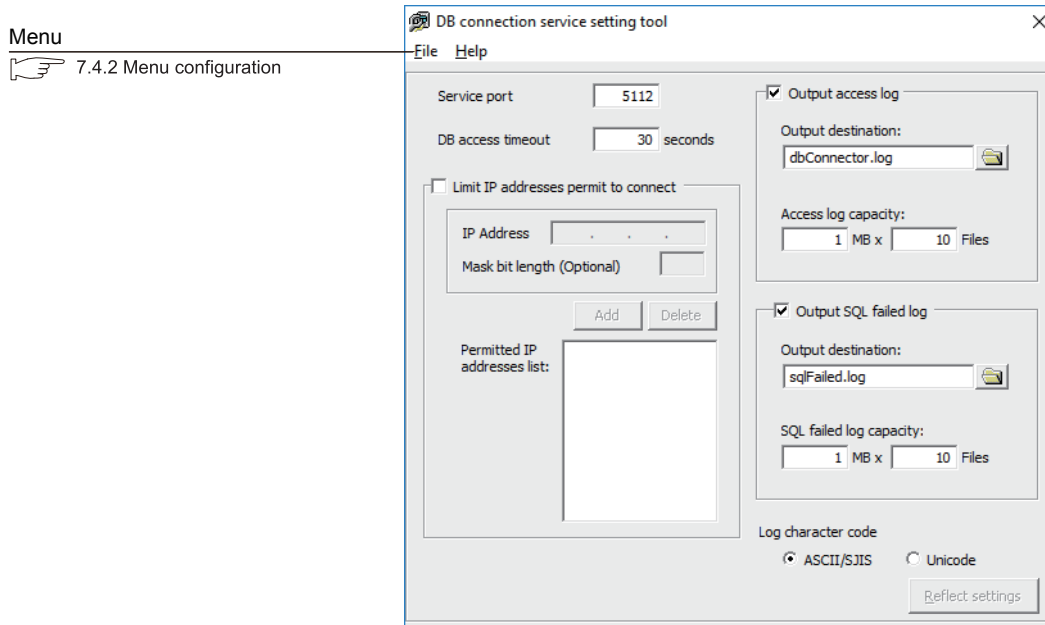 Menu
7.4.2 Menu configuration
DB connection service setting tool
File Help
Service port 5112
DB access timeout 30 seconds
Limit IP addresses permit to connect
IP Address . . .
Mask bit length (Optional)
Add Delete
Permitted IP
addresses list:
Output access log
Output destination:
dbConnector.log
Access log capacity:
1 MB x 10 Files
Output SQL failed log
Output destination:
sqlFailed.log
SQL failed log capacity:
1 MB x 10 Files
Log character code
ASCII/SJIS Unicode
Reflect settings